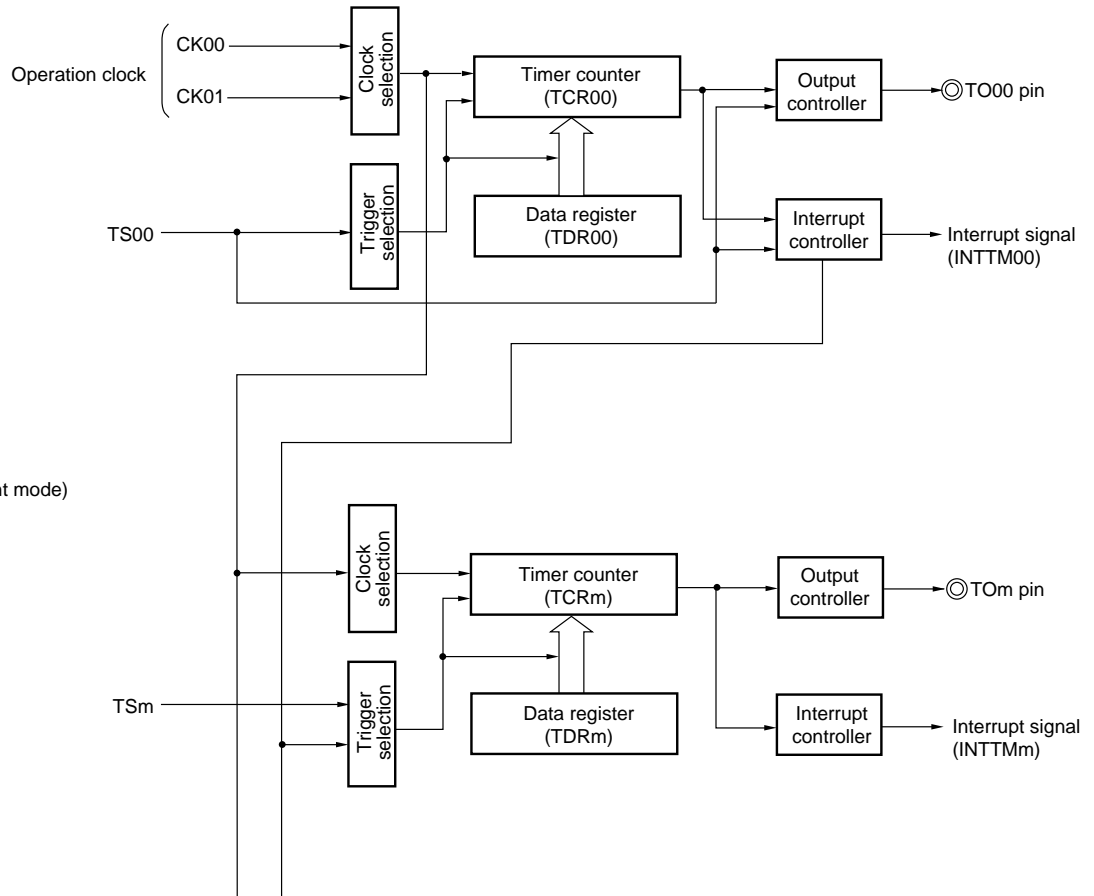 CK00
Operation clock
CK01
Clock
selection
Timer counter
(TCR00)
Output
controller
TO00 pin
TS00
Trigger
selection
Data register
(TDR00)
Interrupt
controller
Interrupt signal
(INTTM00)
nt mode)
Clock
selection
Timer counter
(TCRm)
Output
controller
TOm pin
TSm
Trigger
selection
Data register
(TDRm)
Interrupt
controller
Interrupt signal
(INTTMm)